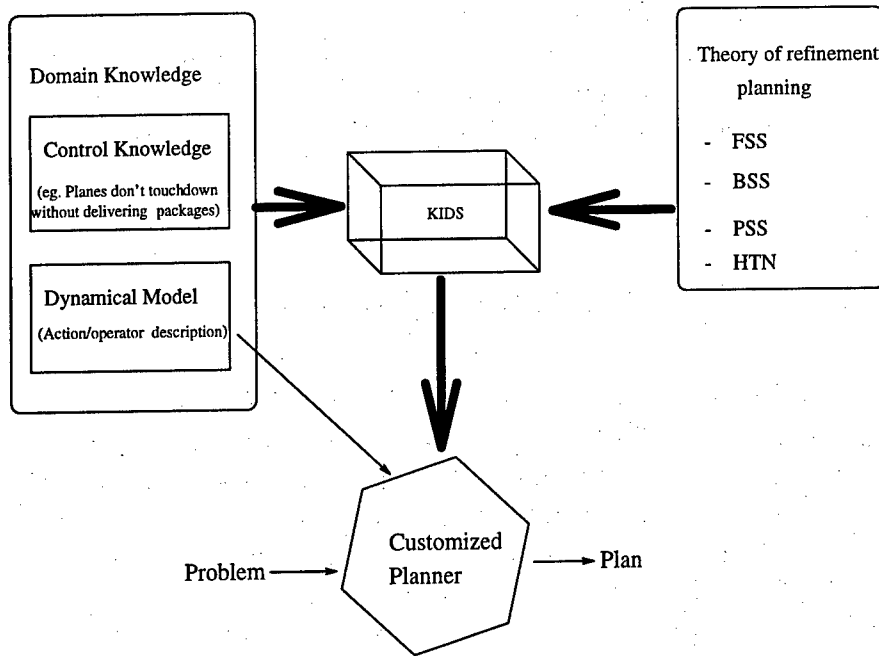 Domain Knowledge
Control Knowledge
(eg. Planes don't touchdown
without delivering packages)
Dynamical Model
(Action/operator description)
KIDS
Theory of refinement
planning
- FSS
- BSS
- PSS
- HTN
Customized
Planner
Problem
Plan